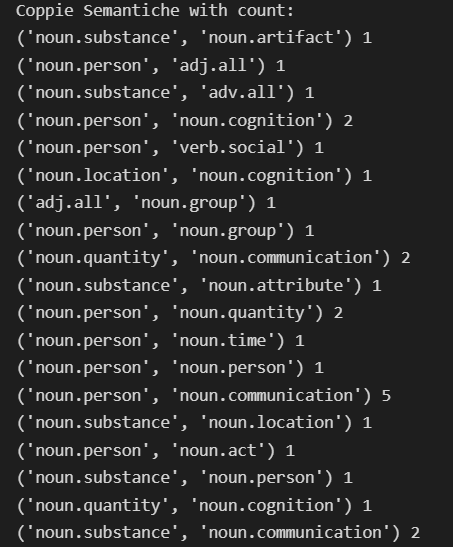 Coppie Semantiche with count:
('noun.substance', 'noun.artifact') 1
('noun.person', 'adj.all') 1
('noun.substance', 'adv.all') 1
('noun.person', 'noun.cognition') 2
('noun.person', 'verb.social') 1
('noun.location', 'noun.cognition') 1
('adj.all', 'noun.group') 1
('noun.person', 'noun.group') 1
('noun.quantity', 'noun.communication') 2
('noun.substance', 'noun.attribute') 1
('noun.person', 'noun.quantity') 2
('noun.person', 'noun.time') 1
('noun.person', 'noun.person') 1
('noun.person', 'noun.communication') 5
('noun.substance', 'noun.location') 1
('noun.person', 'noun.act') 1
('noun.substance', 'noun.person') 1
('noun.quantity', 'noun.cognition') 1
('noun.substance', 'noun.communication') 2